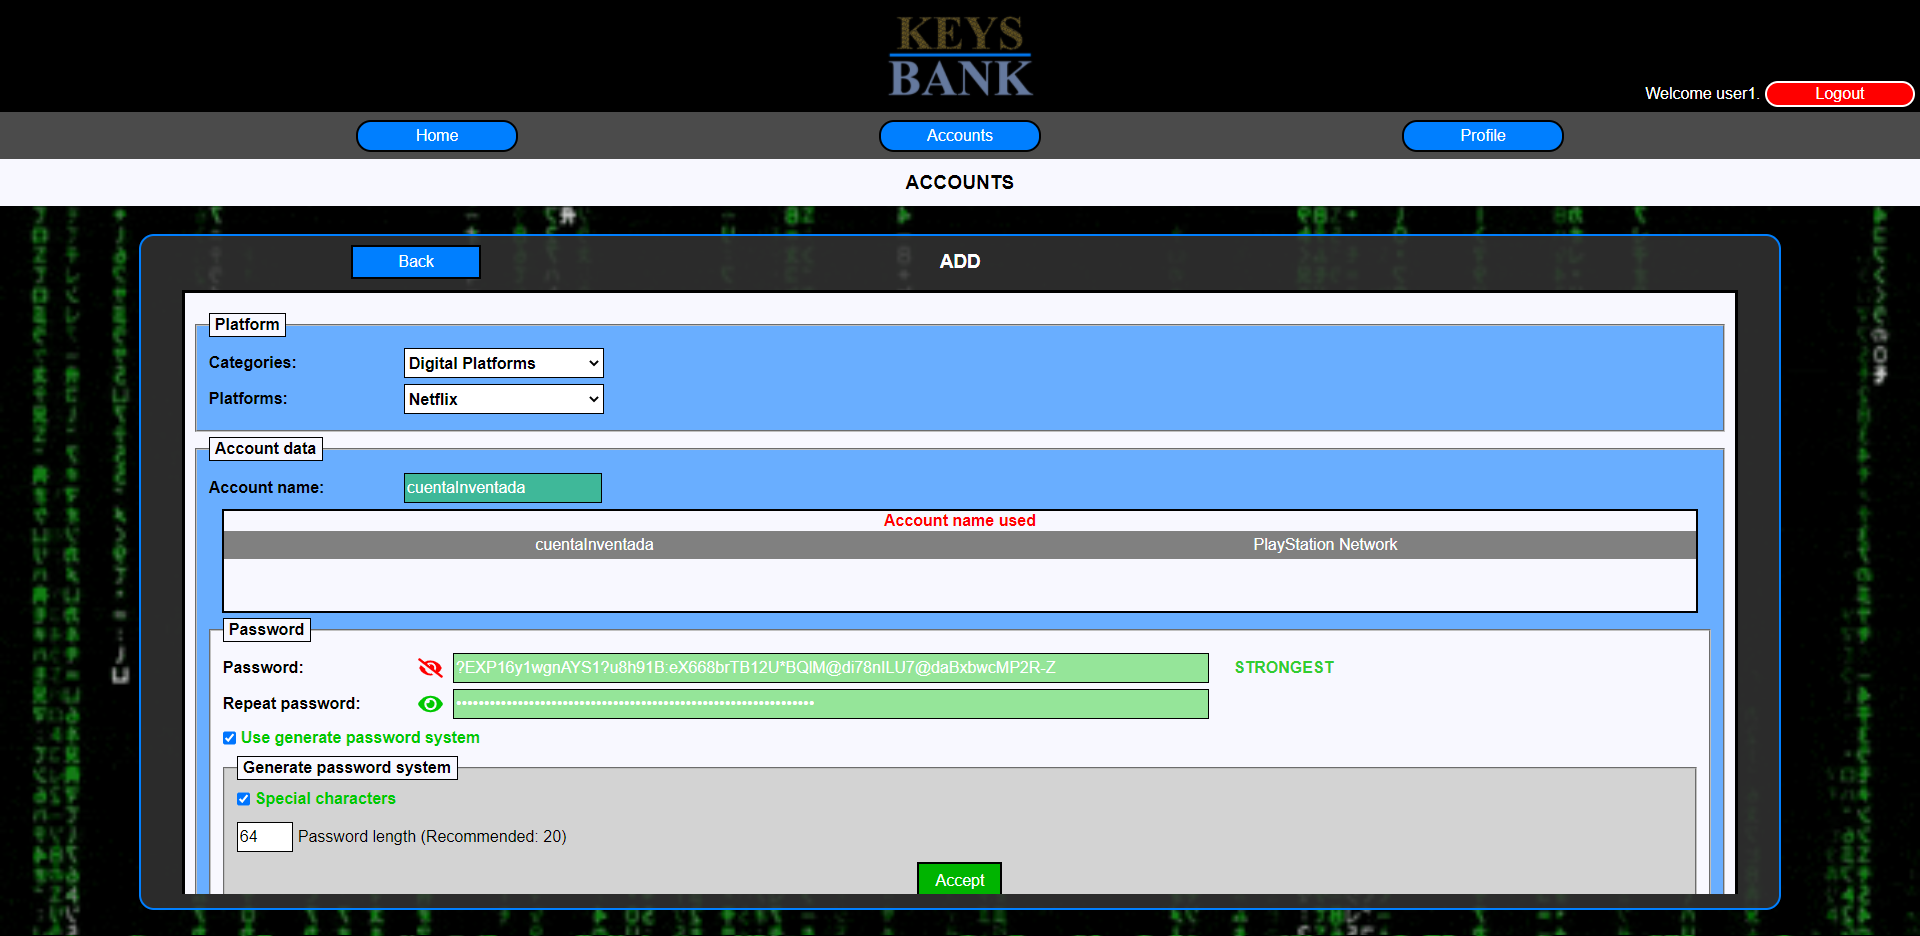 KEYS
BANK
Welcome user1. Logout
Home Accounts Profile
ACCOUNTS
Back ADD
Platform
Categories: Digital Platforms
Platforms: Netflix
Account data
Account name: cuentaInventada
Account name used
cuentaInventada PlayStation Network
Password
Password: ?EXP16y1wgnAYS1?u8h91B:eX668brTB12U*BQIM@di78nILU7@daBxbwcMP2R-Z STRONGEST
Repeat password: ••••••••••••••••••••••••••••••••••••••••••••••••••••••••••••••••
Use generate password system
Generate password system
Special characters
64 Password length (Recommended: 20)
Accept